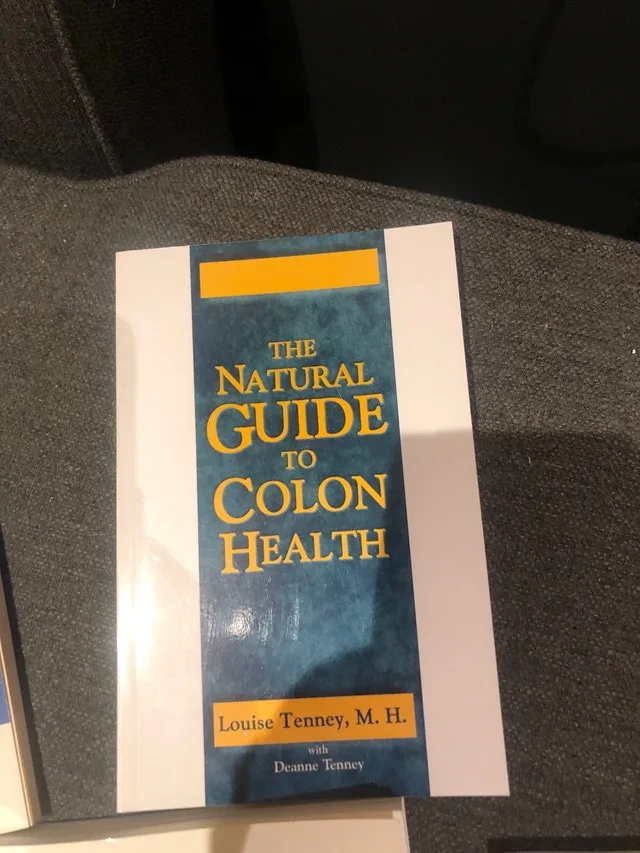 THE
NATURAL
GUIDE
TO
COLON
HEALTH
Louise Tenney, M. H.
with
Deanne Tenney